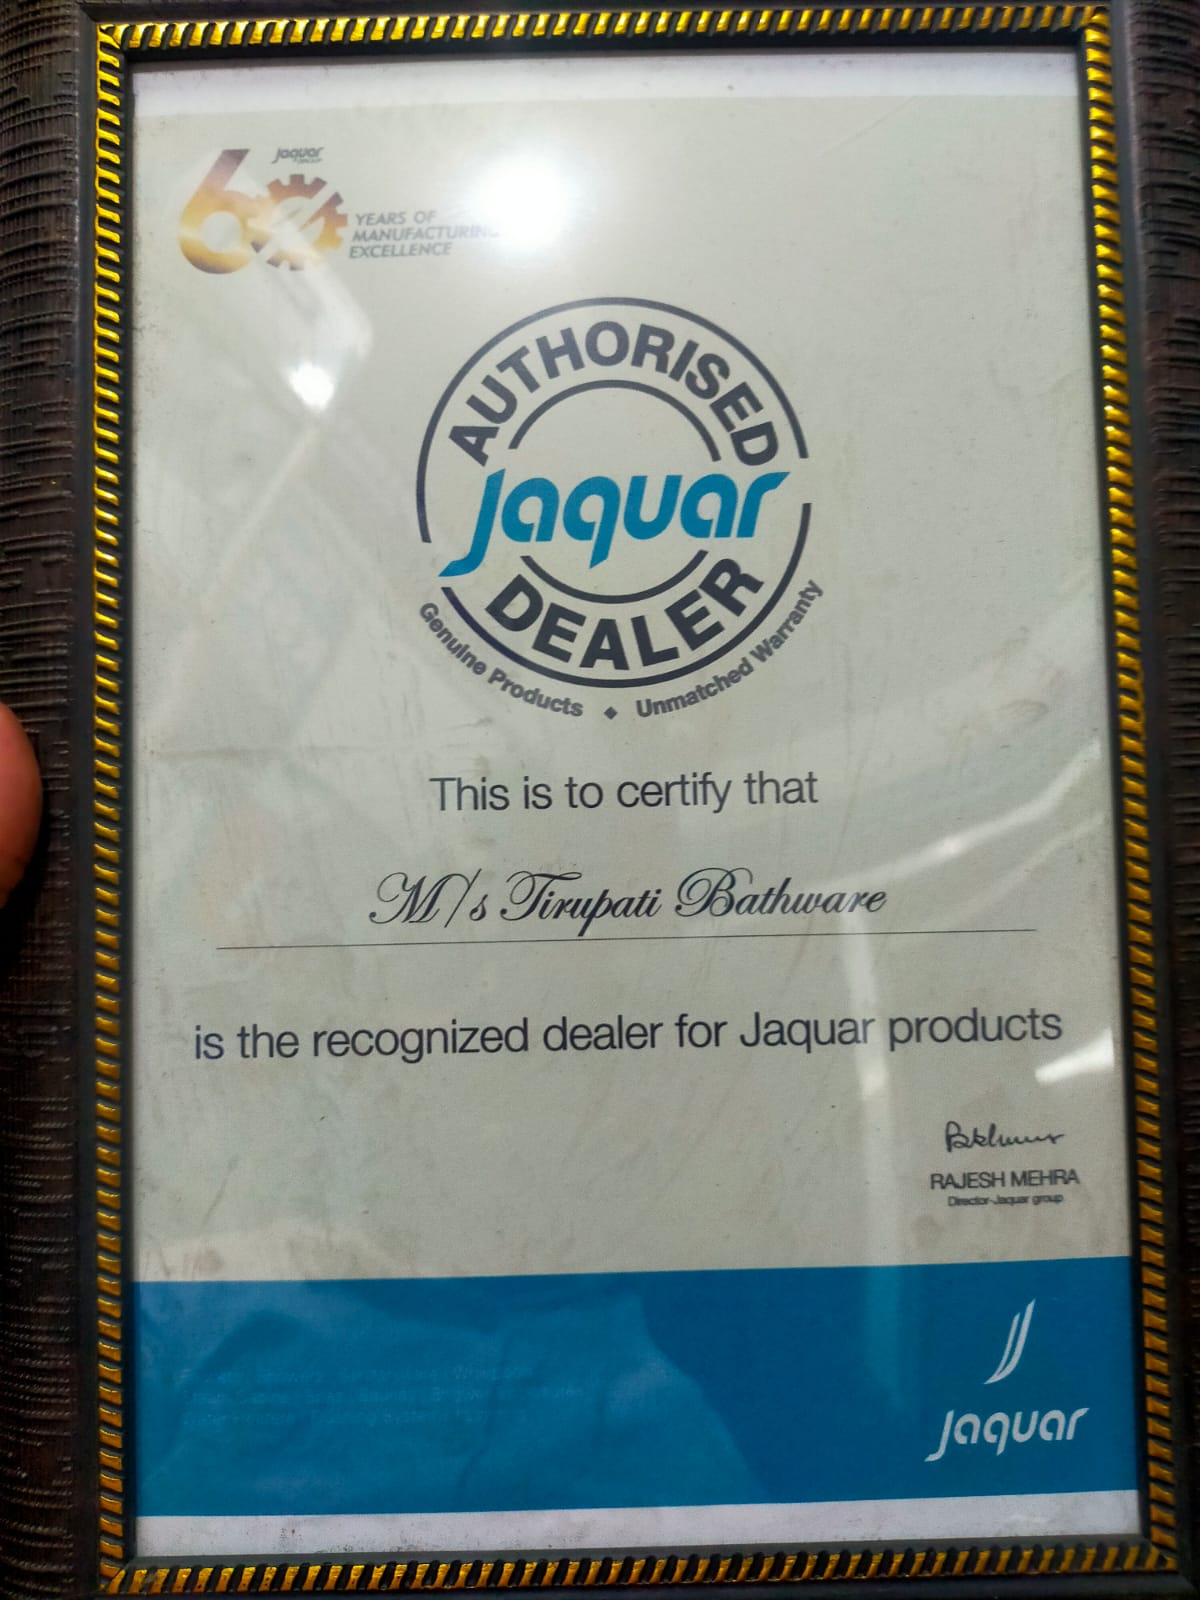 Jaquar
GROUP
60 YEARS OF
MANUFACTURING
EXCELLENCE
AUTHORISED
Jaquar
DEALER
Genuine Products ◆ Unmatched Warranty
This is to certify that
M/s Tirupati Bathware
is the recognized dealer for Jaquar products
RAJESH MEHRA
Director-Jaquar group
Jaquar